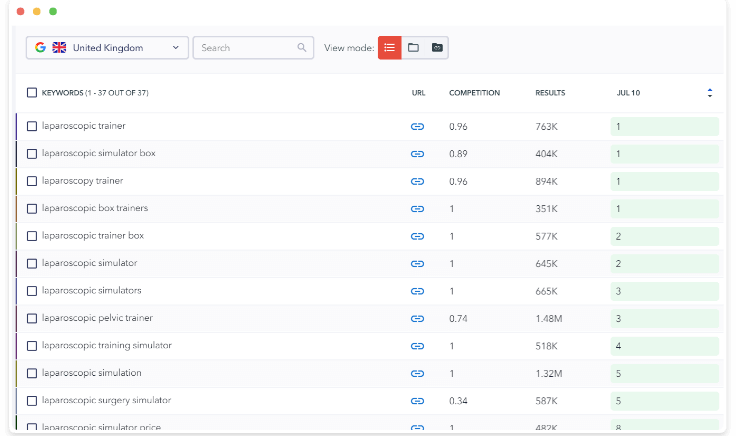 United Kingdom Search View mode:
KEYWORDS (1 - 37 OUT OF 37) URL COMPETITION RESULTS JUL 10
laparoscopic trainer 0.96 763K 1
laparoscopic simulator box 0.89 404K 1
laparoscopy trainer 0.96 894K 1
laparoscopic box trainers 1 351K 1
laparoscopic trainer box 1 577K 2
laparoscopic simulator 1 645K 2
laparoscopic simulators 1 665K 3
laparoscopic pelvic trainer 0.74 1.48M 3
laparoscopic training simulator 1 518K 4
laparoscopic simulation 1 1.32M 5
laparoscopic surgery simulator 0.34 587K 5
laparoscopic simulator price 1 482K 8